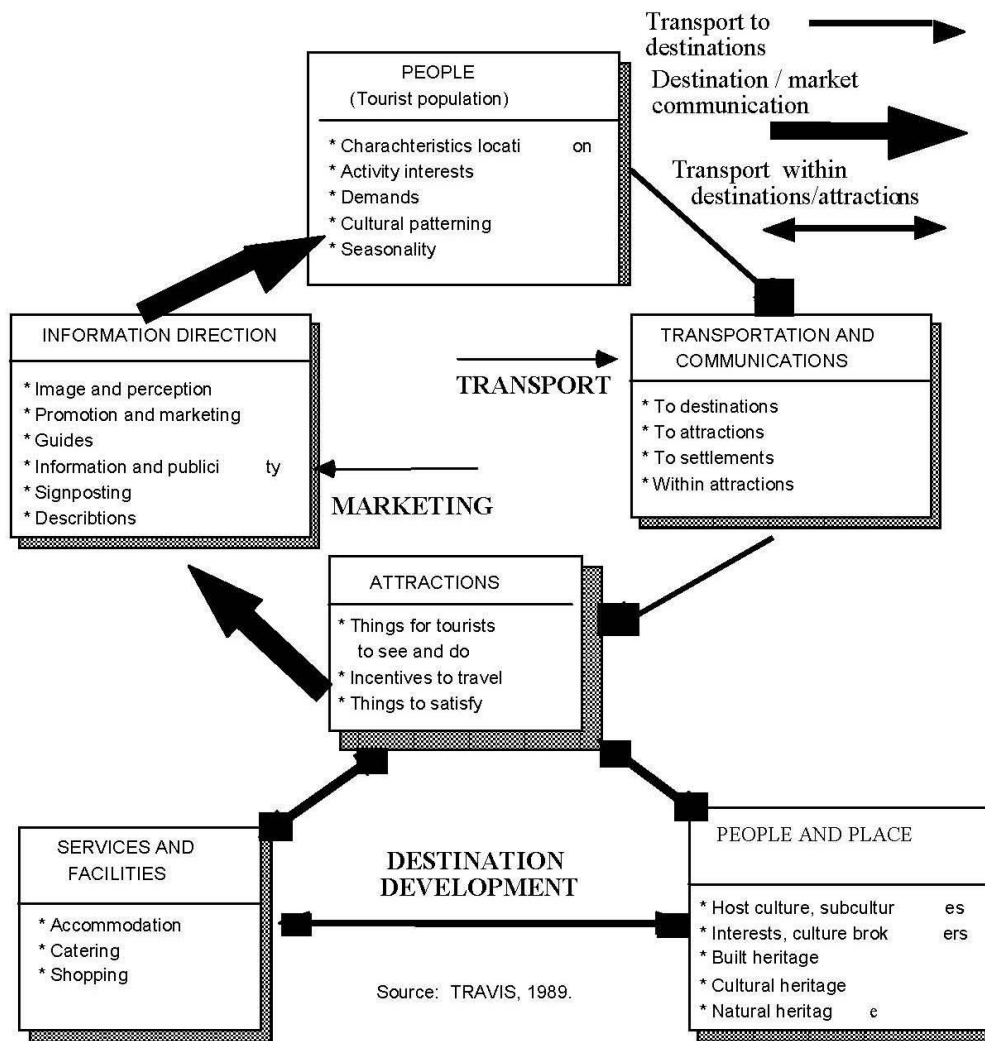 Transport to
destinations
Destination / market
communication
Transport within
destinations/attractions
PEOPLE
(Tourist population)
* Charachteristics locati on
* Activity interests
* Demands
* Cultural patterning
* Seasonality
INFORMATION DIRECTION
* Image and perception
* Promotion and marketing
* Guides
* Information and publici ty
* Signposting
* Describtions
TRANSPORT
MARKETING
TRANSPORTATION AND
COMMUNICATIONS
* To destinations
* To attractions
* To settlements
* Within attractions
ATTRACTIONS
* Things for tourists
to see and do
* Incentives to travel
* Things to satisfy
SERVICES AND
FACILITIES
* Accommodation
* Catering
* Shopping
DESTINATION
DEVELOPMENT
PEOPLE AND PLACE
* Host culture, subcultur es
* Interests, culture brok ers
* Built heritage
* Cultural heritage
* Natural heritag e
Source: TRAVIS, 1989.